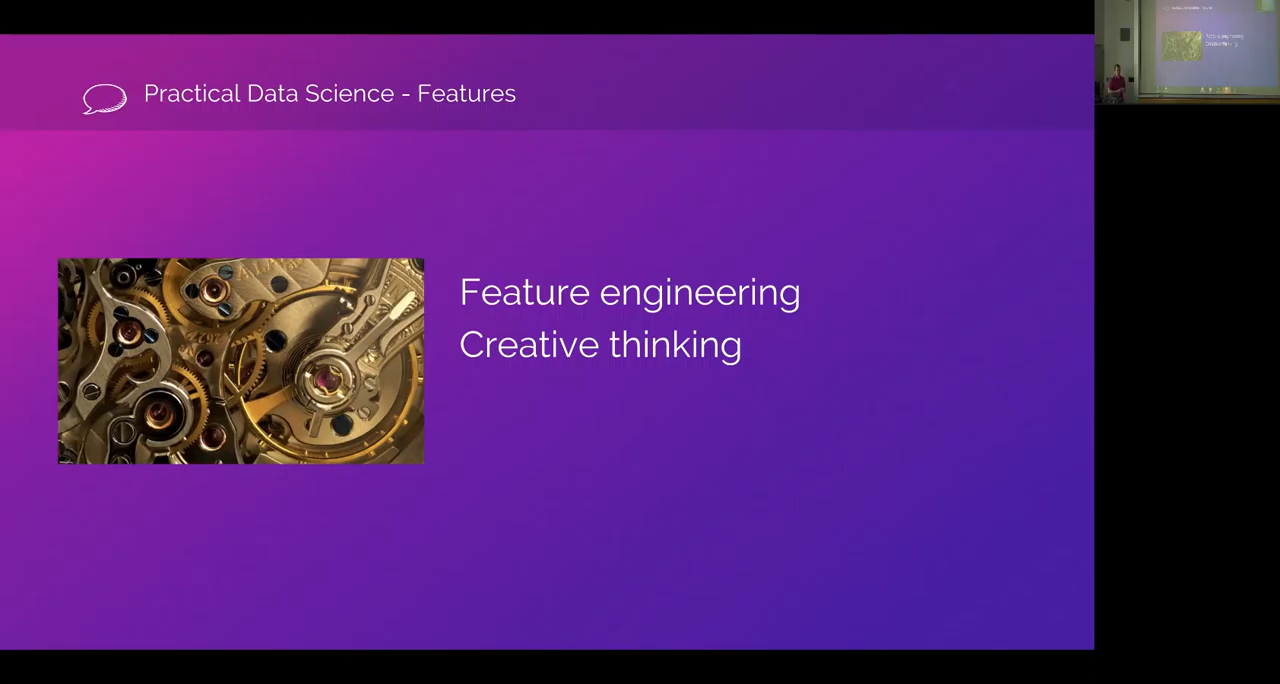 Practical Data Science - Features
Feature engineering
Creative thinking